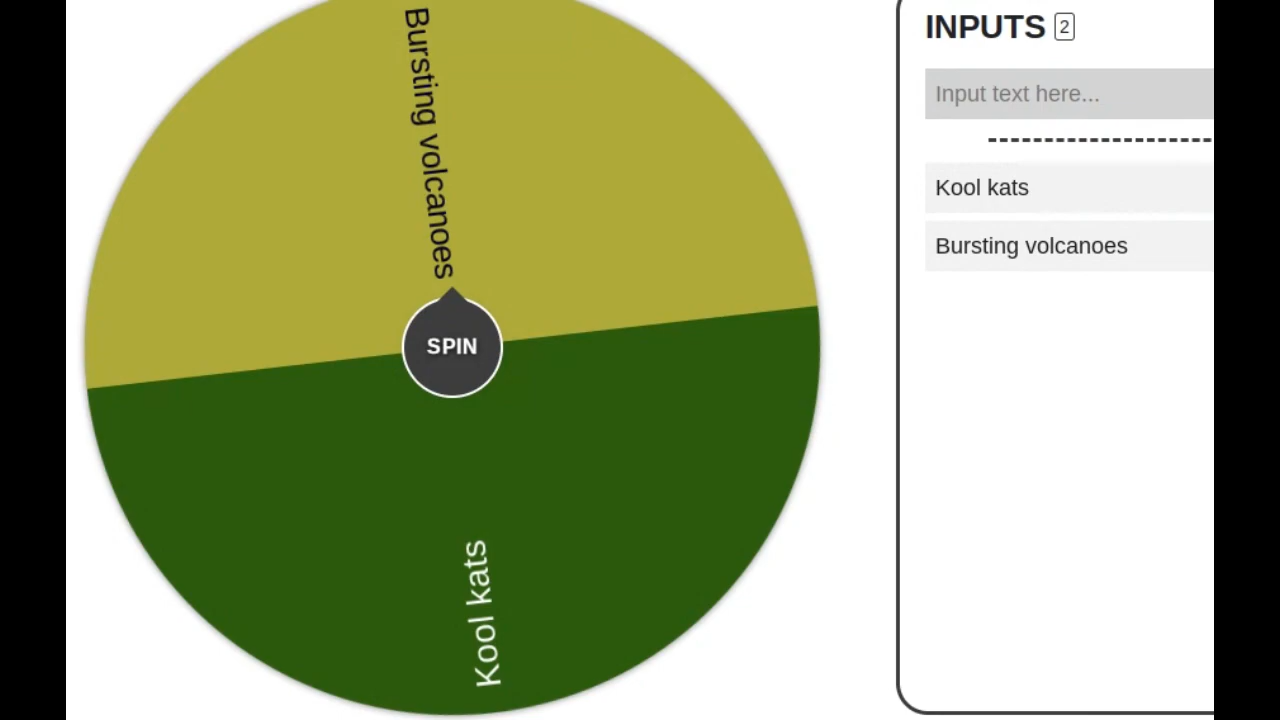 Bursting volcanoes
SPIN
Kool kats
INPUTS 2
Input text here...
Kool kats
Bursting volcanoes